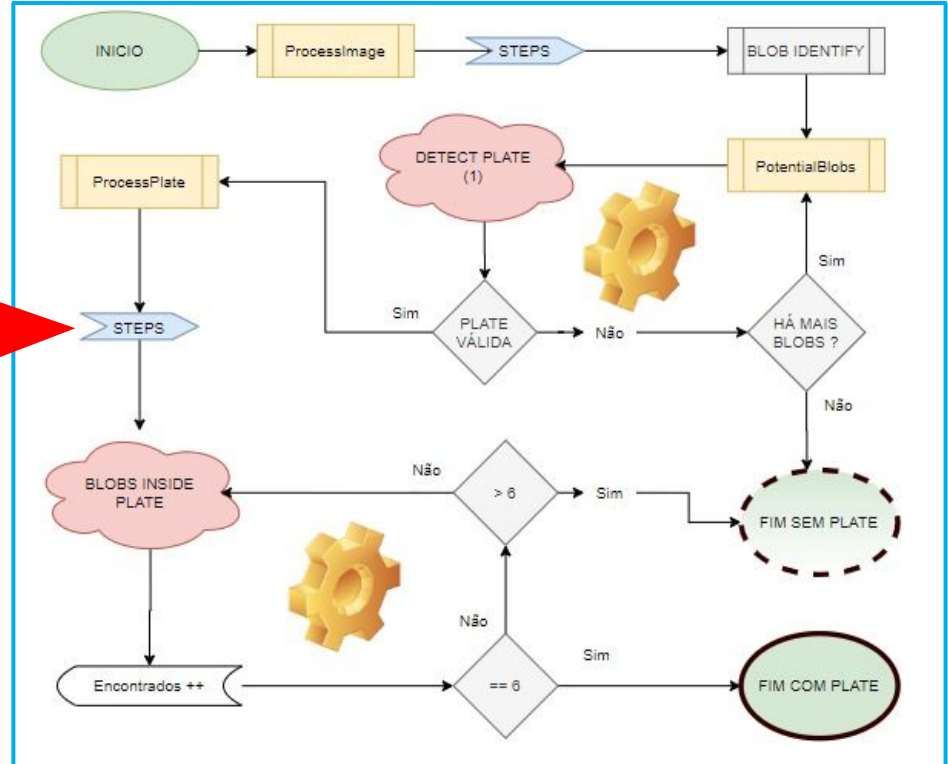 INICIO
ProcessImage
STEPS
BLOB IDENTIFY
DETECT PLATE
(1)
PotentialBlobs
ProcessPlate
Sim
Sim
PLATE
VÁLIDA
Não
HÁ MAIS
BLOBS ?
STEPS
Não
BLOBS INSIDE
PLATE
Não
> 6
Sim
FIM SEM PLATE
Não
Sim
Encontrados ++
== 6
FIM COM PLATE